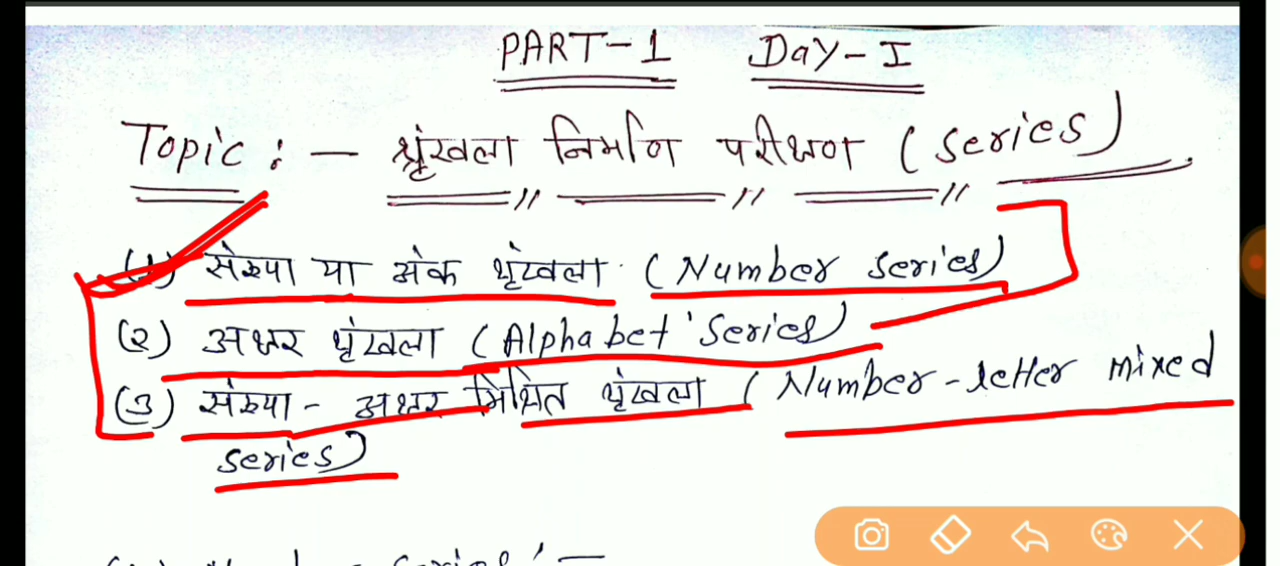 PART-1 Day-I
Topic :- श्रृंखला निर्माण परीक्षण (series)
(1) संख्या या अंक श्रृंखला (Number series)
(२) अक्षर श्रृंखला (Alphabet series)
(3) संख्या - अक्षर मिश्रित श्रृंखला (Number-letter mixed
series)